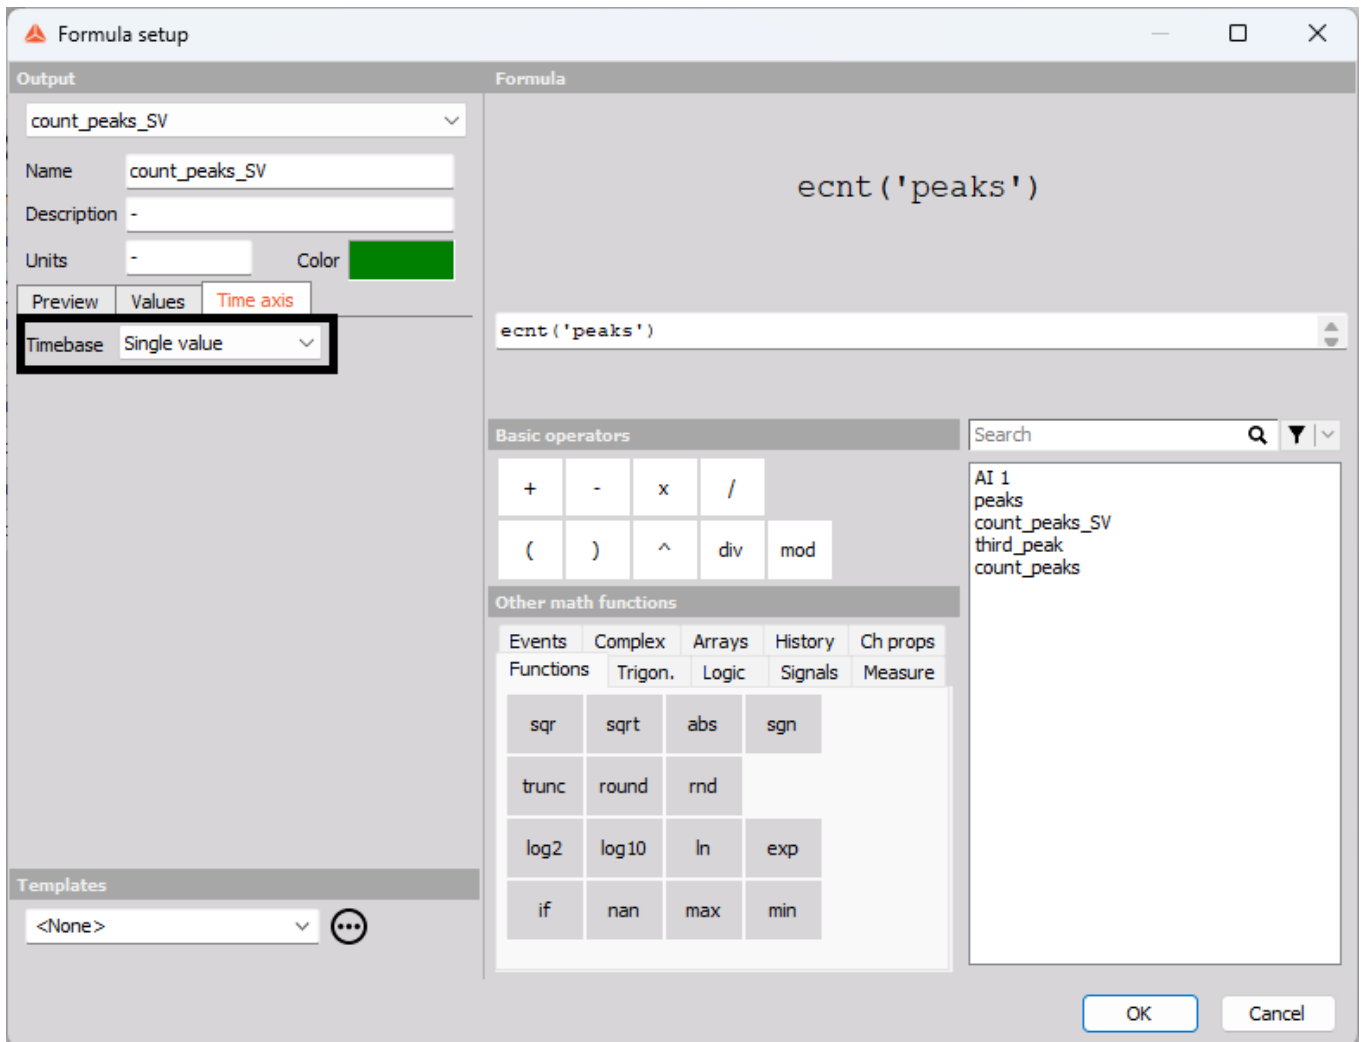 Formula setup
Output
count_peaks_SV
Name count_peaks_SV
Description -
Units - Color
Preview Values Time axis
Timebase Single value
Templates
<None>
Formula
ecnt('peaks')
ecnt('peaks')
Basic operators
+ - x /
( ) ^ div mod
Other math functions
Events Complex Arrays History Ch props
Functions Trigon. Logic Signals Measure
sqr sqrt abs sgn
trunc round rnd
log2 log10 ln exp
if nan max min
Search
AI 1
peaks
count_peaks_SV
third_peak
count_peaks
OK Cancel